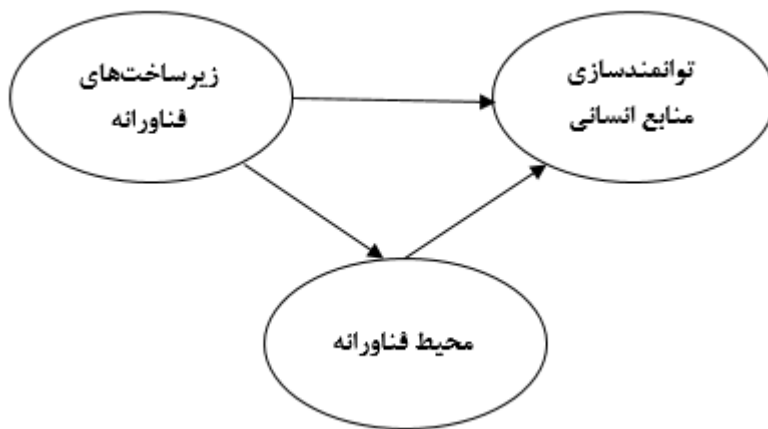 زیرساخت‌های
فناورانه
توانمندسازی
منابع انسانی
محیط فناورانه